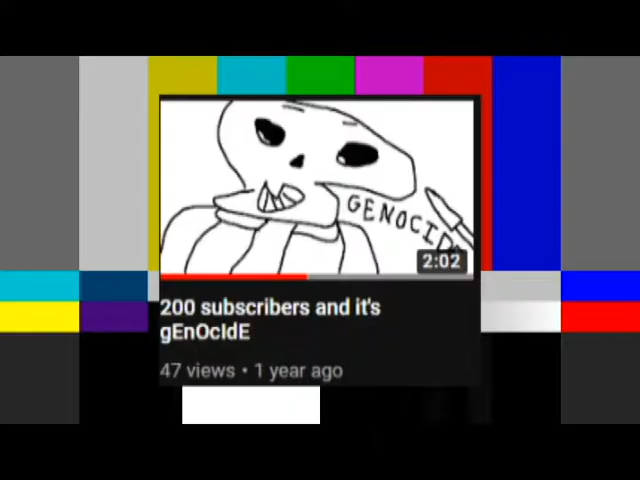 GENOCID
2:02
200 subscribers and it's
gEnOcIdE
47 views • 1 year ago